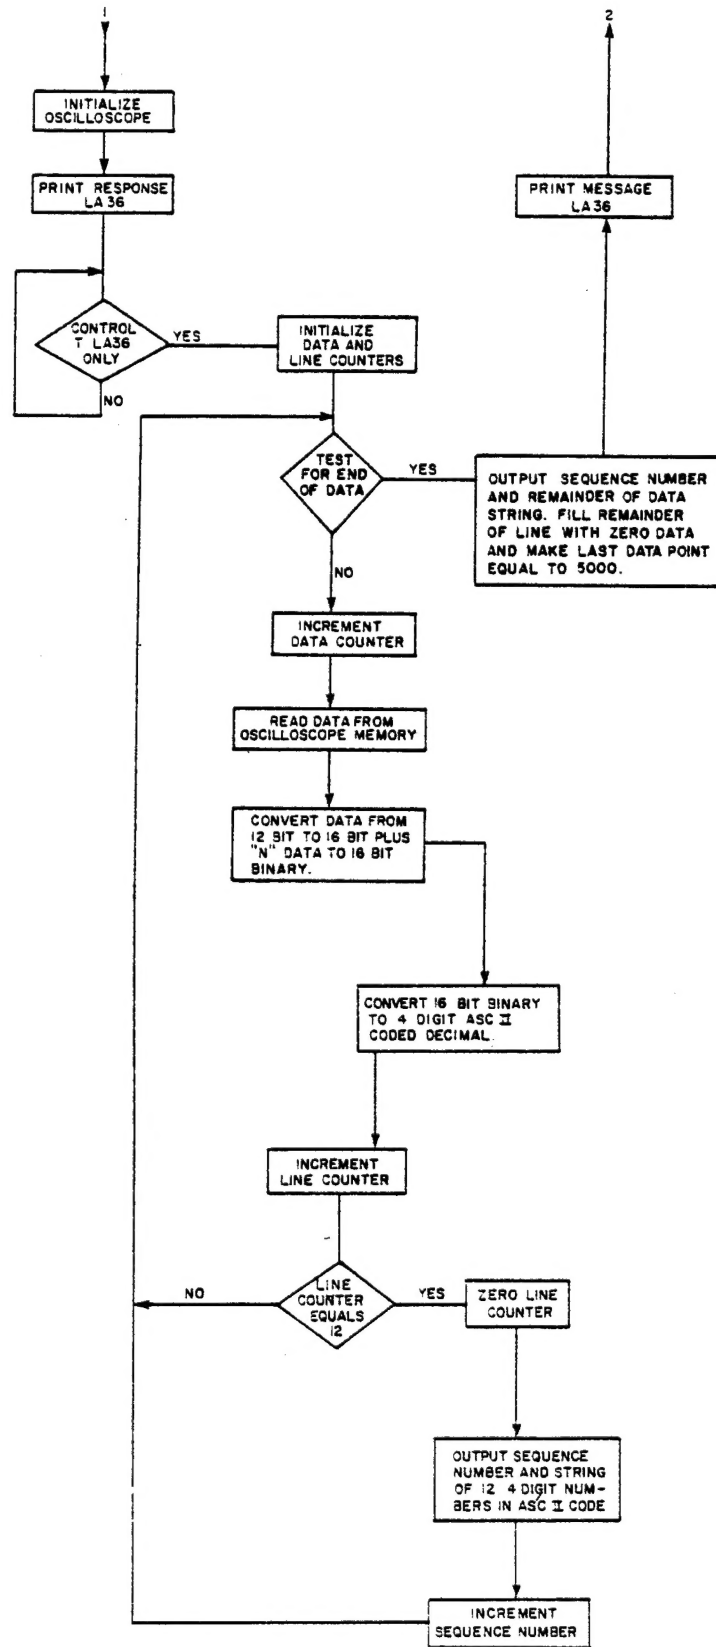 1
2
INITIALIZE
OSCILLOSCOPE
PRINT RESPONSE
LA36
PRINT MESSAGE
LA36
CONTROL
T LA36
ONLY
YES
NO
INITIALIZE
DATA AND
LINE COUNTERS
TEST
FOR END
OF DATA
YES
NO
OUTPUT SEQUENCE NUMBER
AND REMAINDER OF DATA
STRING. FILL REMAINDER
OF LINE WITH ZERO DATA
AND MAKE LAST DATA POINT
EQUAL TO 5000.
INCREMENT
DATA COUNTER
READ DATA FROM
OSCILLOSCOPE MEMORY
CONVERT DATA FROM
12 BIT TO 16 BIT PLUS
"N" DATA TO 16 BIT
BINARY.
CONVERT 16 BIT BINARY
TO 4 DIGIT ASC II
CODED DECIMAL
INCREMENT
LINE COUNTER
NO
LINE
COUNTER
EQUALS
12
YES
ZERO LINE
COUNTER
OUTPUT SEQUENCE
NUMBER AND STRING
OF 12 4 DIGIT NUM-
BERS IN ASC II CODE
INCREMENT
SEQUENCE NUMBER